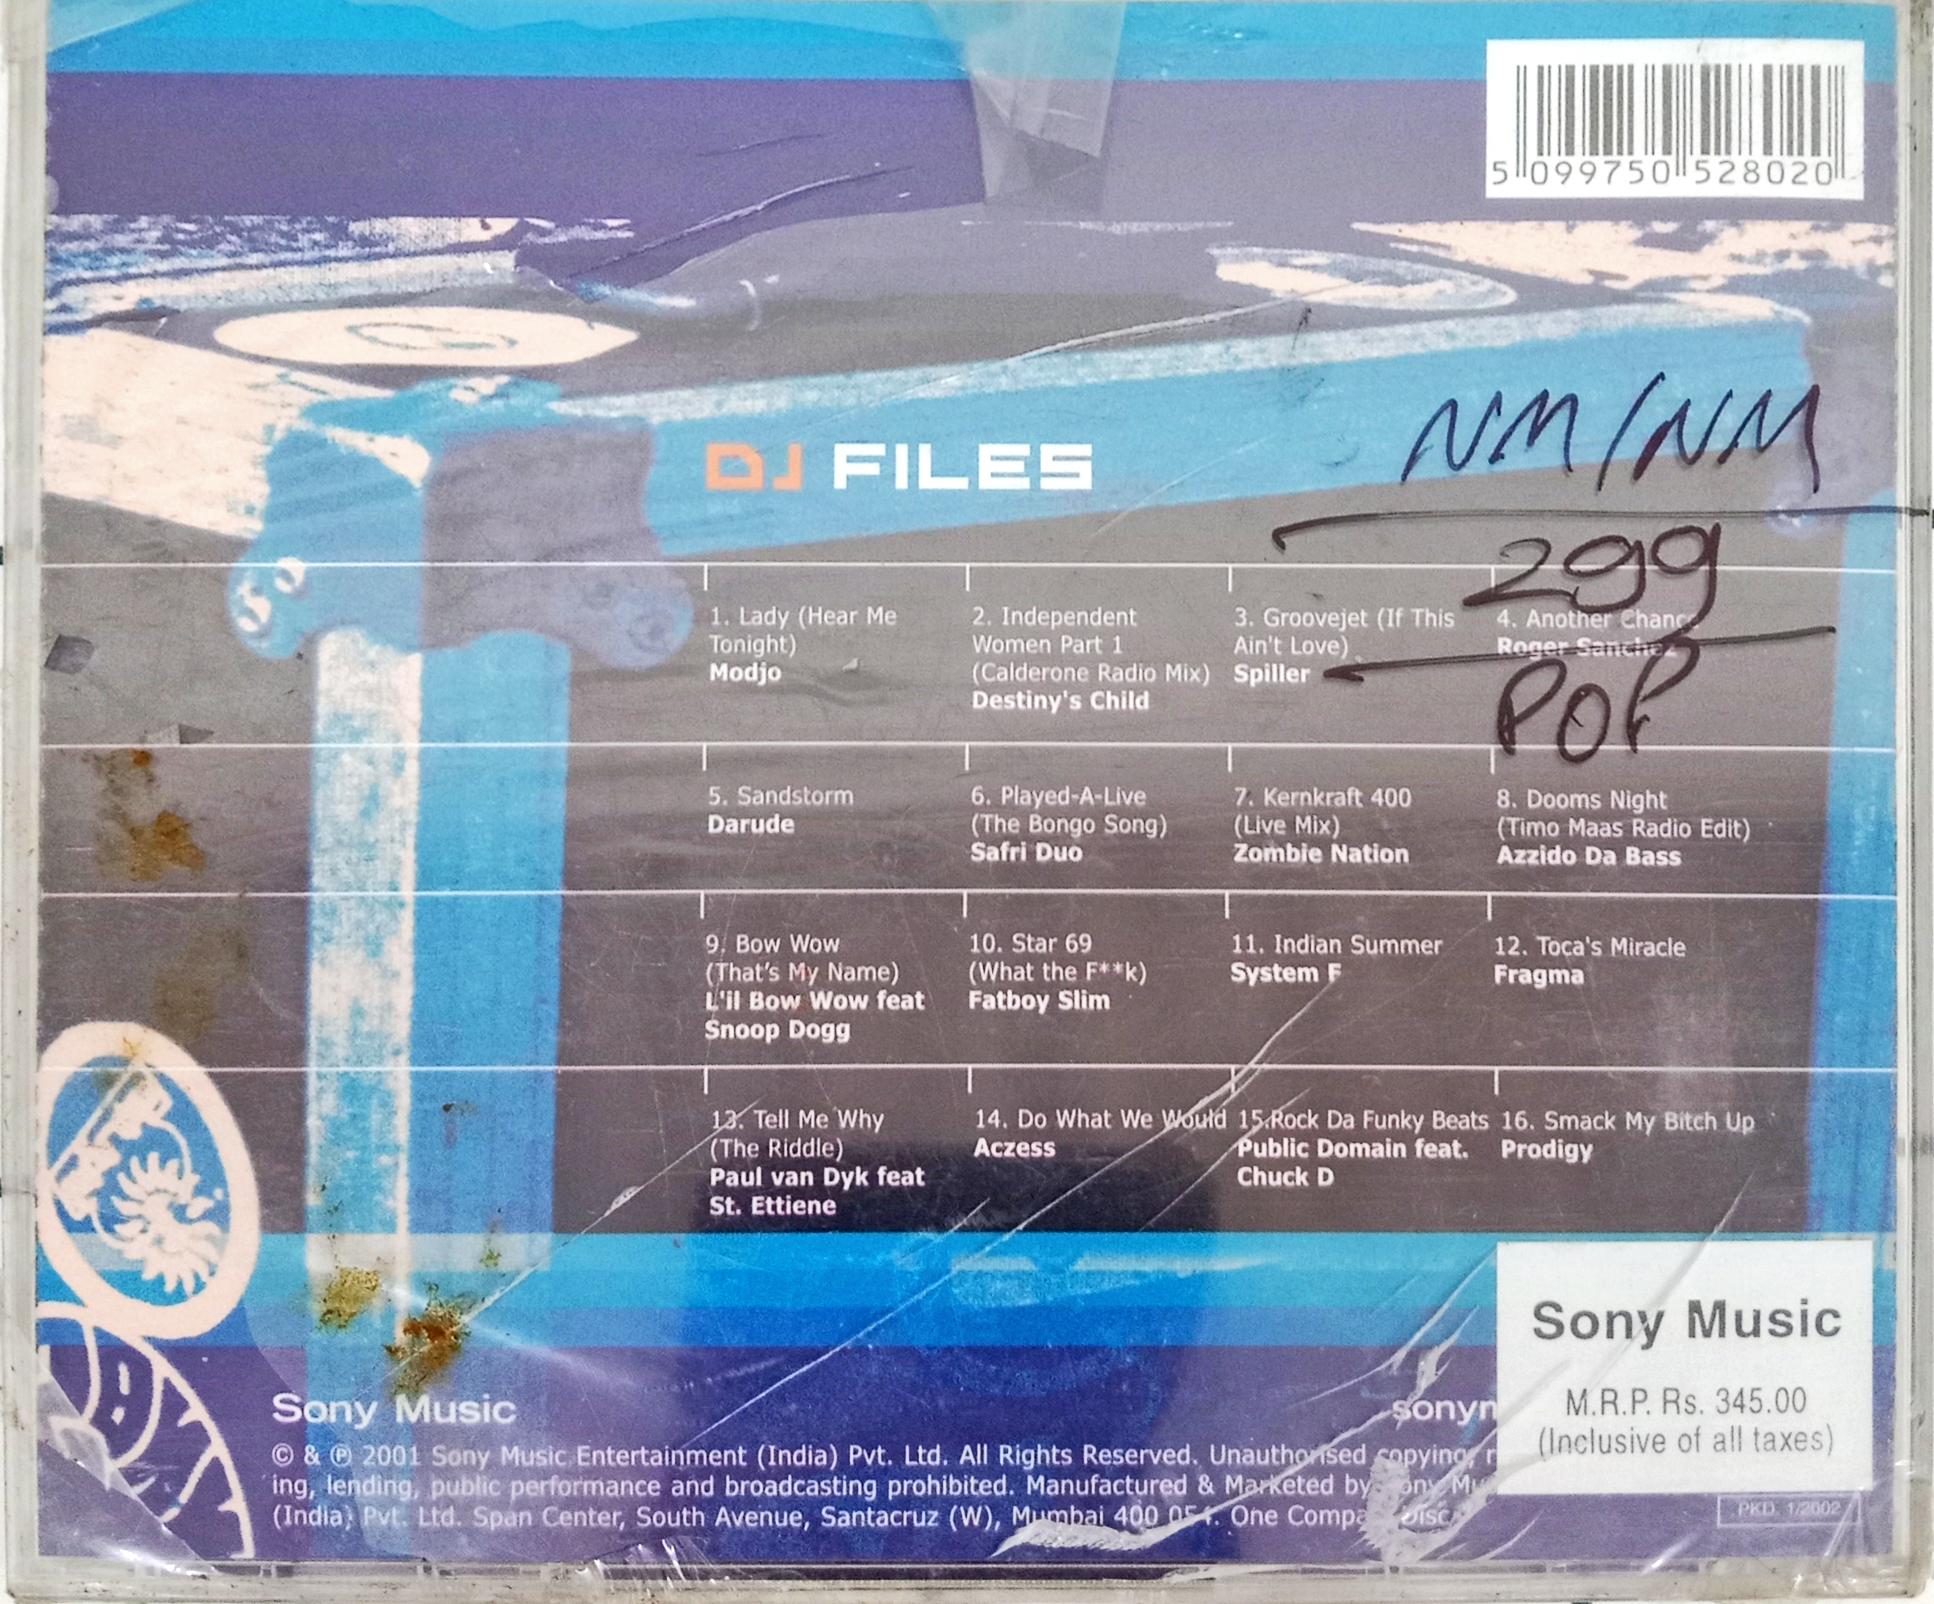 5 099750 528020
DJ FILES
NM/NM
299
POP
1. Lady (Hear Me
Tonight)
Modjo
2. Independent
Women Part 1
(Calderone Radio Mix)
Destiny's Child
3. Groovejet (If This
Ain't Love)
Spiller
4. Another Chance
Roger Sanchez
5. Sandstorm
Darude
6. Played-A-Live
(The Bongo Song)
Safri Duo
7. Kernkraft 400
(Live Mix)
Zombie Nation
8. Dooms Night
(Timo Maas Radio Edit)
Azzido Da Bass
9. Bow Wow
(That's My Name)
L'il Bow Wow feat
Snoop Dogg
10. Star 69
(What the F**k)
Fatboy Slim
11. Indian Summer
System F
12. Toca's Miracle
Fragma
13. Tell Me Why
(The Riddle)
Paul van Dyk feat
St. Ettiene
14. Do What We Would
Aczess
15.Rock Da Funky Beats
Public Domain feat.
Chuck D
16. Smack My Bitch Up
Prodigy
Sony Music
© & ℗ 2001 Sony Music Entertainment (India) Pvt. Ltd. All Rights Reserved. Unauthorised copying,
ing, lending, public performance and broadcasting prohibited. Manufactured & Marketed by Sony
(India) Pvt. Ltd. Span Center, South Avenue, Santacruz (W), Mumbai 400 054. One Compact Disc
Sony Music
M.R.P. Rs. 345.00
(Inclusive of all taxes)
PKD. 1/2002